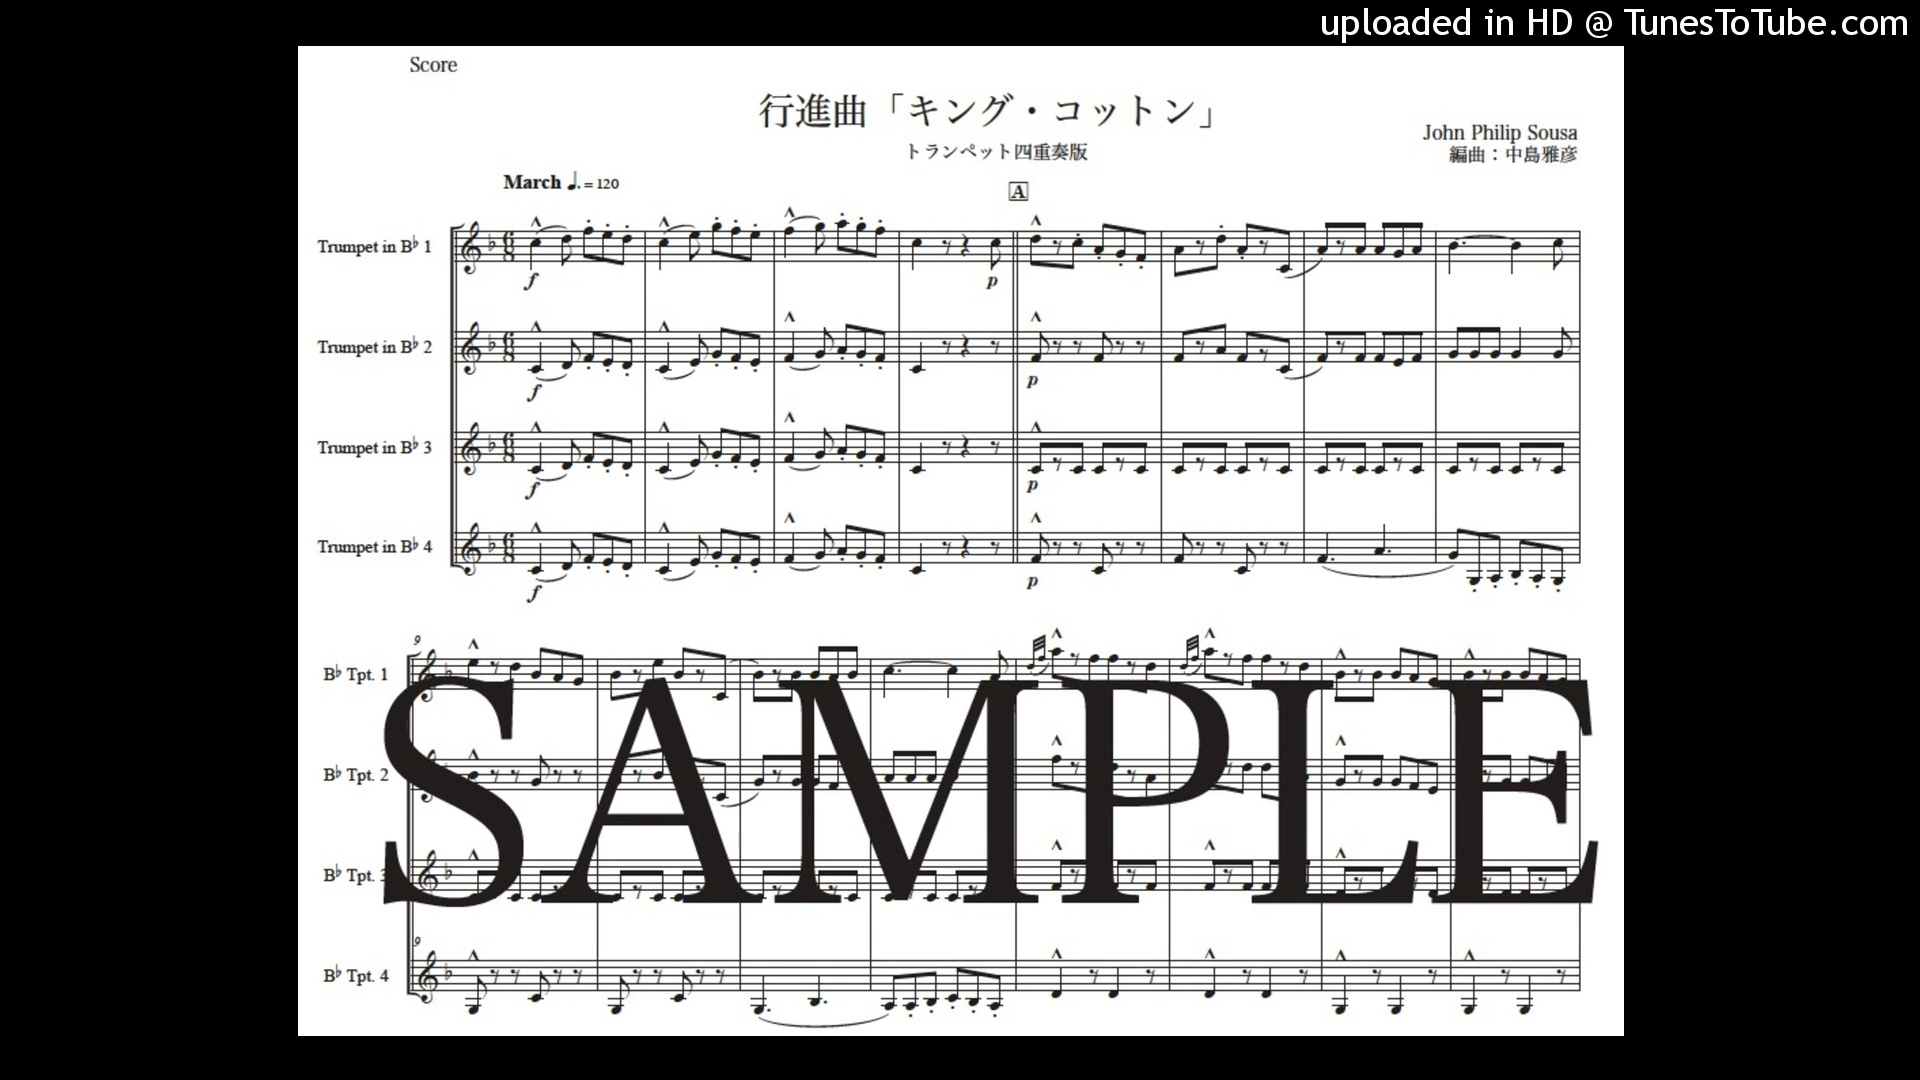 uploaded in HD @ TunesToTube.com
Score
行進曲「キング・コットン」
トランペット四重奏版
John Philip Sousa
編曲：中島雅彦
March ♩. = 120
A
Trumpet in B♭ 1
f
p
Trumpet in B♭ 2
f
p
Trumpet in B♭ 3
f
p
Trumpet in B♭ 4
f
p
9
B♭ Tpt. 1
B♭ Tpt. 2
B♭ Tpt. 3
9
B♭ Tpt. 4
SAMPLE